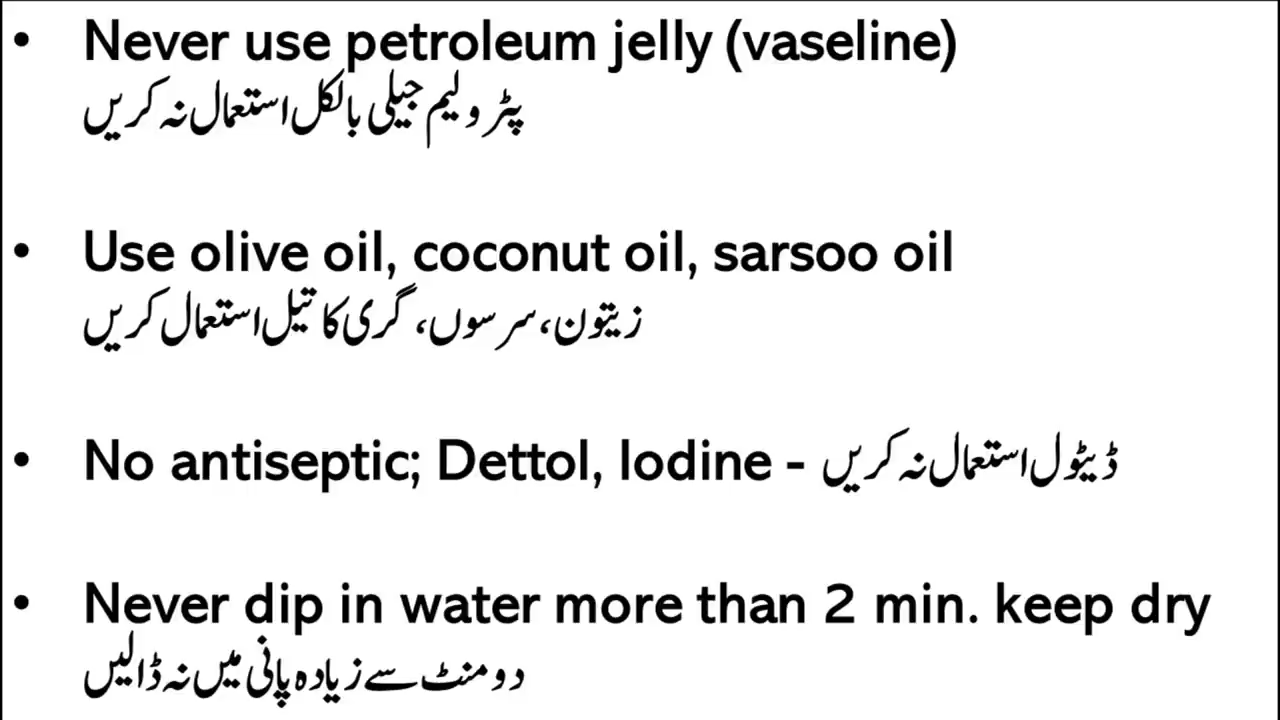 • Never use petroleum jelly (vaseline)
پٹرولیم جیلی بالکل استعمال نہ کریں
• Use olive oil, coconut oil, sarsoo oil
زیتون، سرسوں، گری کا تیل استعمال کریں
• No antiseptic; Dettol, Iodine - ڈیٹول استعمال نہ کریں
• Never dip in water more than 2 min. keep dry
دو منٹ سے زیادہ پانی میں نہ ڈالیں